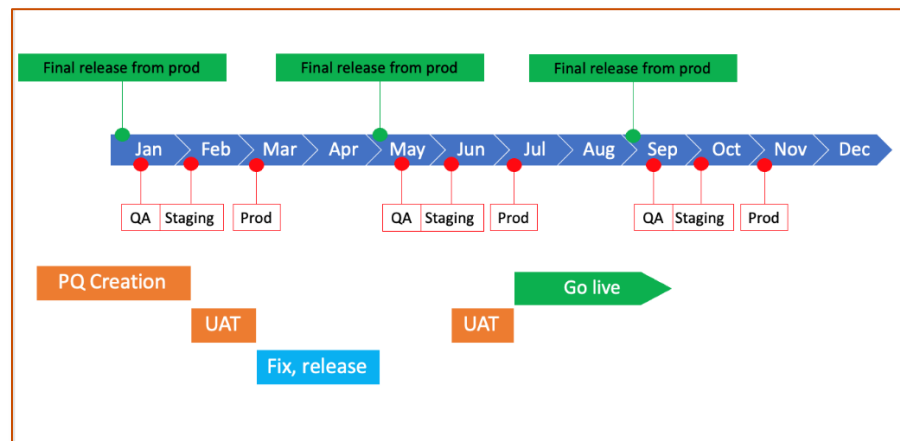 Final release from prod
Final release from prod
Final release from prod
Jan Feb Mar Apr May Jun Jul Aug Sep Oct Nov Dec
QA Staging Prod QA Staging Prod QA Staging Prod
PQ Creation
Go live
UAT
UAT
Fix, release